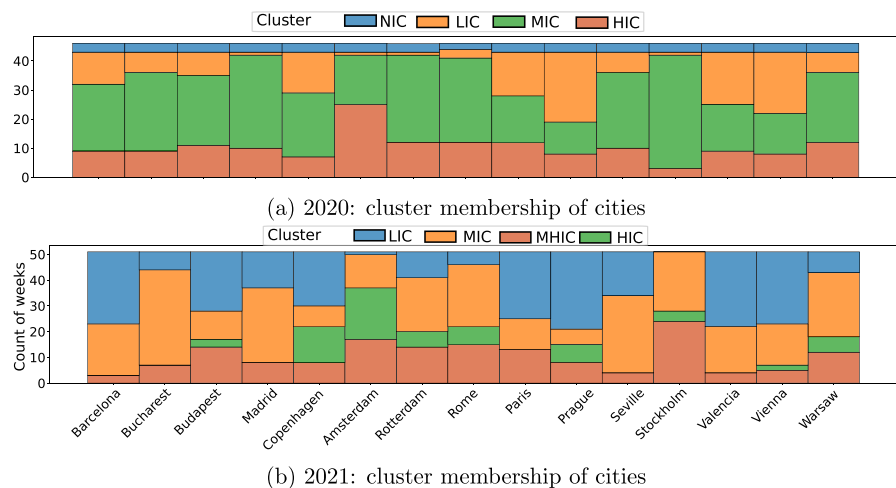 Cluster NIC LIC MIC HIC
40
30
20
10
0
(a) 2020: cluster membership of cities
Cluster LIC MIC MHIC HIC
Count of weeks
50
40
30
20
10
0
Barcelona Bucharest Budapest Madrid Copenhagen Amsterdam Rotterdam Rome Paris Prague Seville Stockholm Valencia Vienna Warsaw
(b) 2021: cluster membership of cities